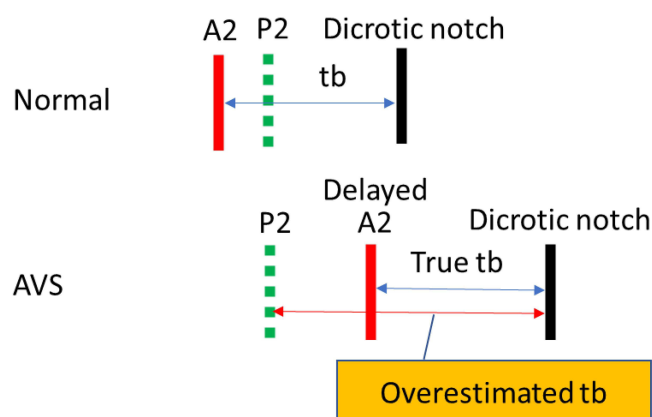 A2 P2 Dicrotic notch
tb
Normal
Delayed
P2 A2 Dicrotic notch
True tb
AVS
Overestimated tb